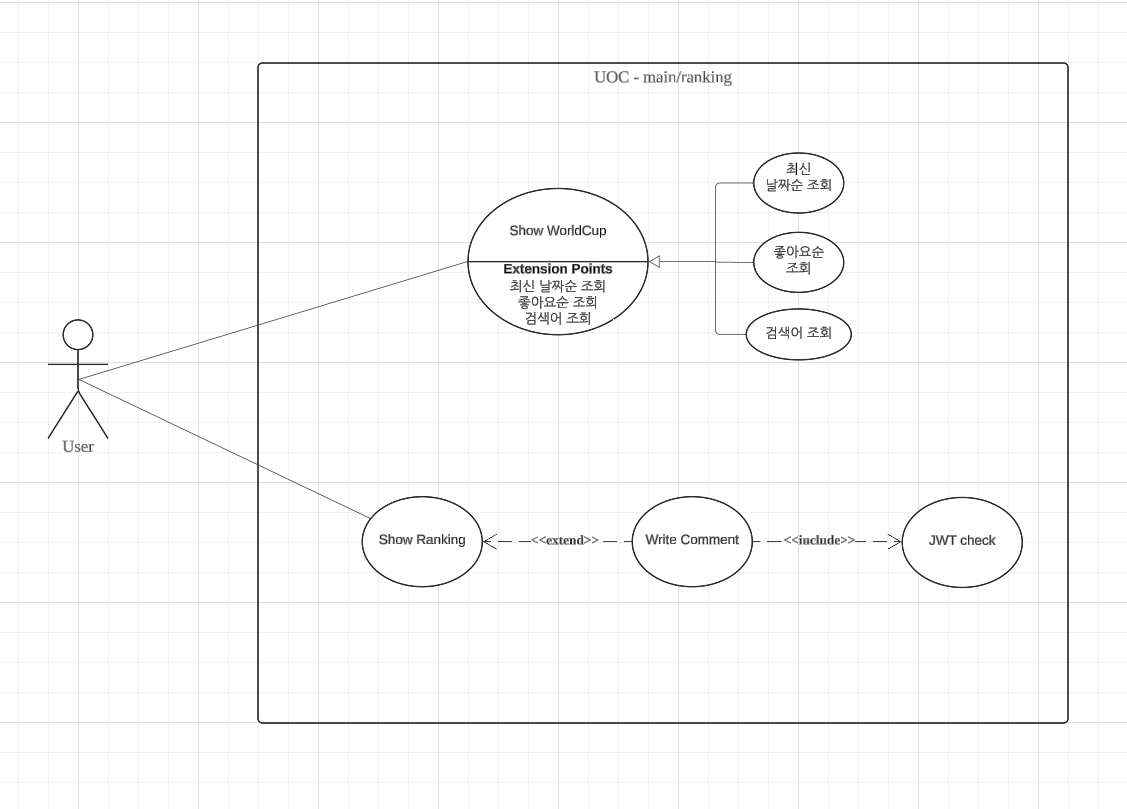 UOC - main/ranking
최신
날짜순 조회
Show WorldCup
Extension Points
최신 날짜순 조회
좋아요순 조회
검색어 조회
좋아요순
조회
검색어 조회
User
Show Ranking
<<extend>>
Write Comment
<<include>>
JWT check